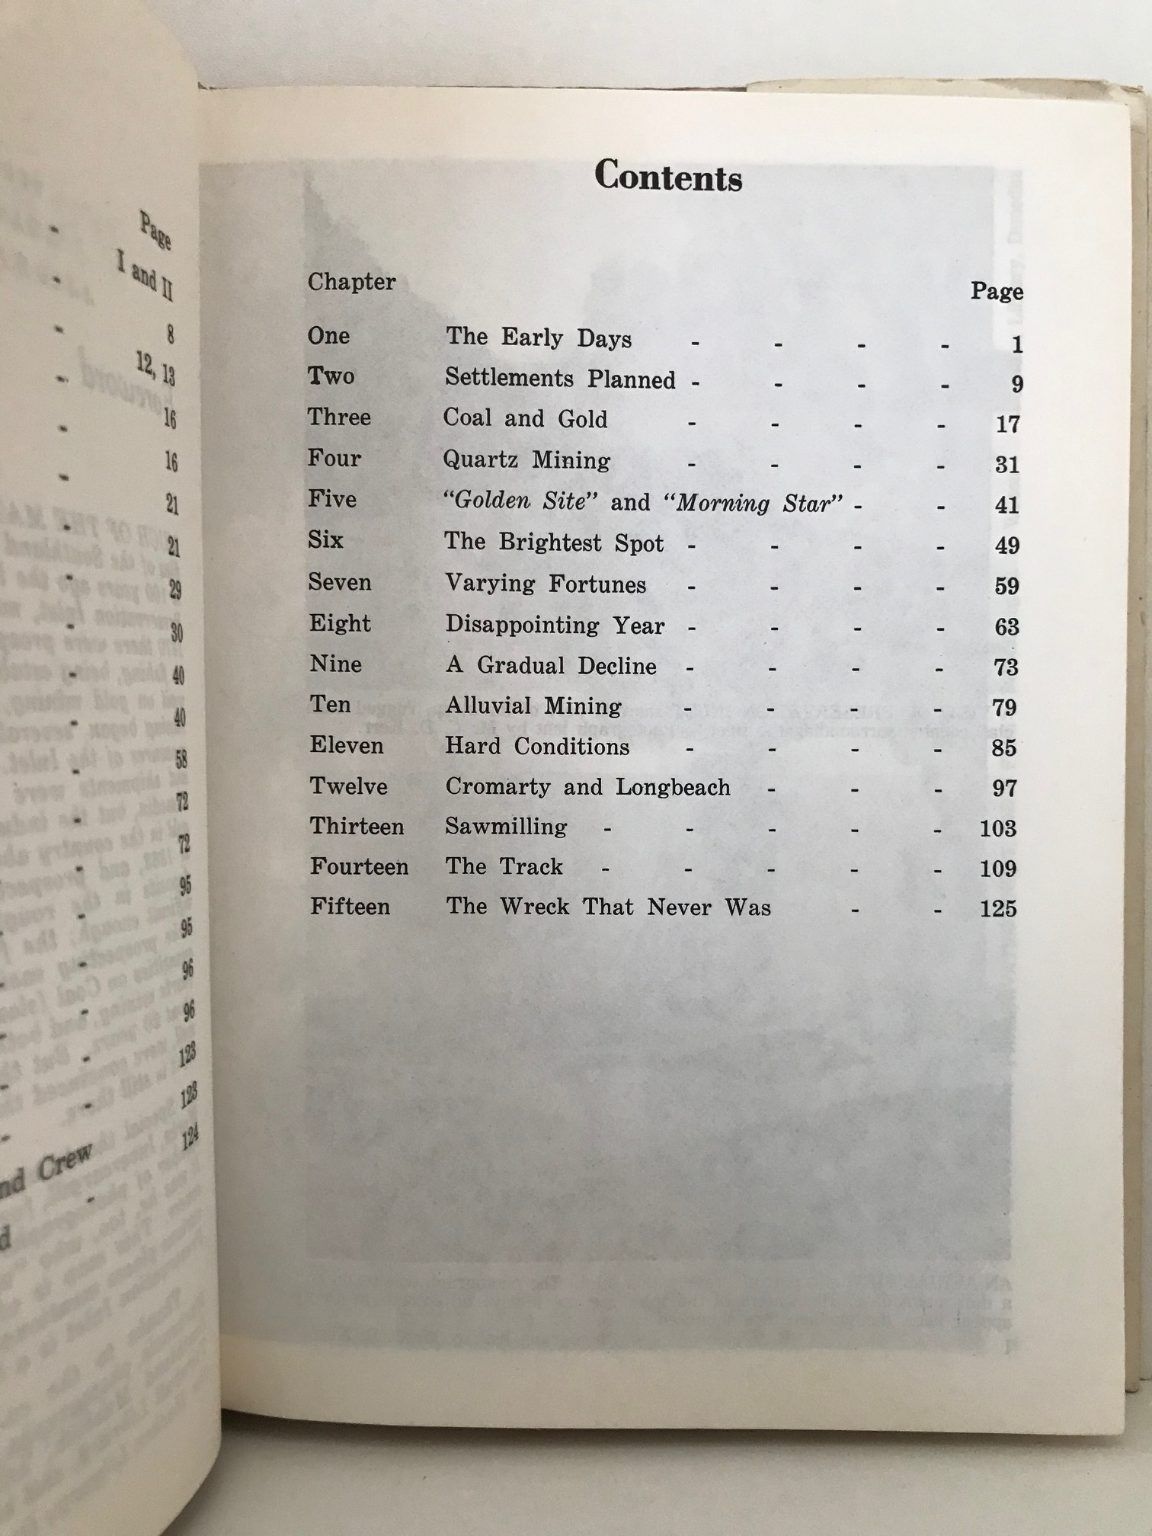 Page
I and II
8
12, 13
16
16
21
21
29
30
40
40
58
72
72
95
95
96
96
123
123
124
nd Crew
d
Contents
Chapter Page
One The Early Days - - - - 1
Two Settlements Planned - - - - 9
Three Coal and Gold - - - - 17
Four Quartz Mining - - - - 31
Five "Golden Site" and "Morning Star" - - 41
Six The Brightest Spot - - - - 49
Seven Varying Fortunes - - - - 59
Eight Disappointing Year - - - - 63
Nine A Gradual Decline - - - - 73
Ten Alluvial Mining - - - - 79
Eleven Hard Conditions - - - - 85
Twelve Cromarty and Longbeach - - - 97
Thirteen Sawmilling - - - - - 103
Fourteen The Track - - - - - 109
Fifteen The Wreck That Never Was - - 125